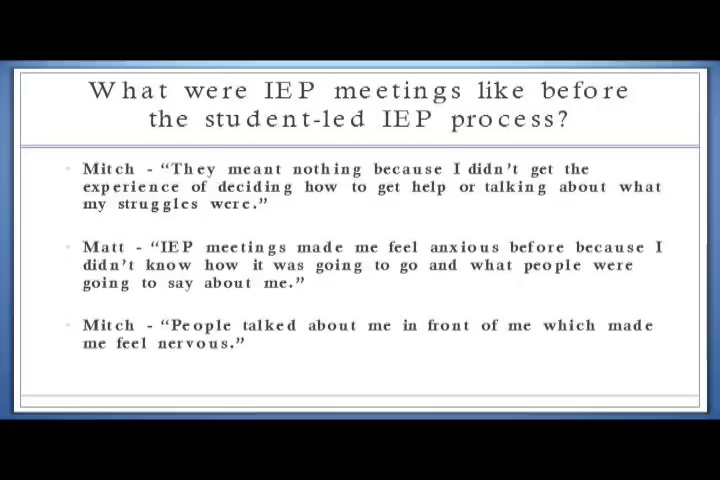 What were IEP meetings like before
the student-led IEP process?
Mitch - “They meant nothing because I didn’t get the
experience of deciding how to get help or talking about what
my struggles were.”
Matt - “IEP meetings made me feel anxious before because I
didn’t know how it was going to go and what people were
going to say about me.”
Mitch - “People talked about me in front of me which made
me feel nervous.”